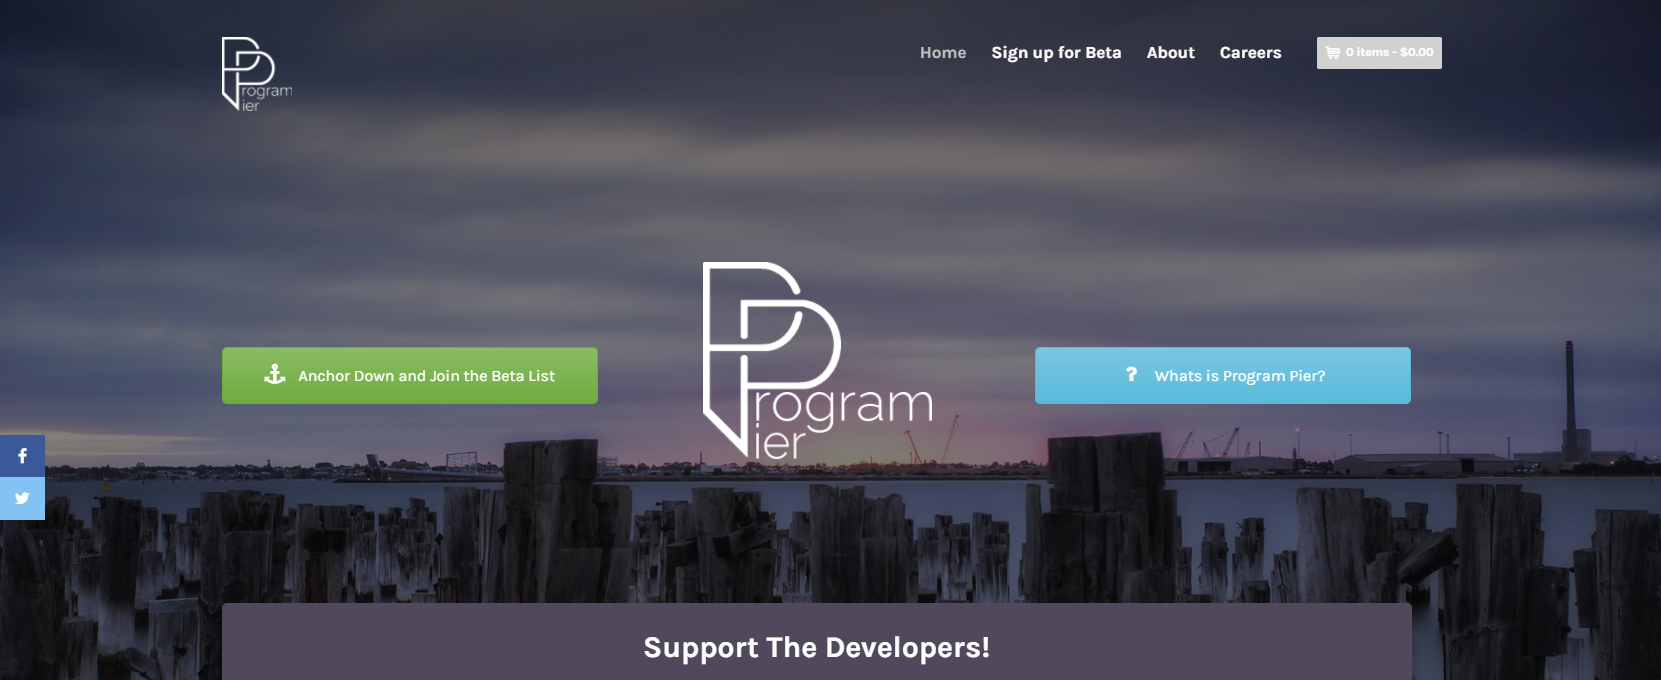 Program
Pier
Home
Sign up for Beta
About
Careers
0 items - $0.00
Anchor Down and Join the Beta List
Program
Pier
? Whats is Program Pier?
Support The Developers!